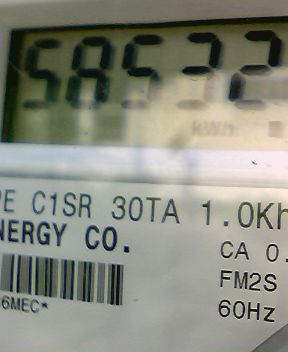 58532
kWh
PE C1SR 30TA 1.0Kh
NERGY CO.
CA 0.
FM2S
6MEC*
60Hz